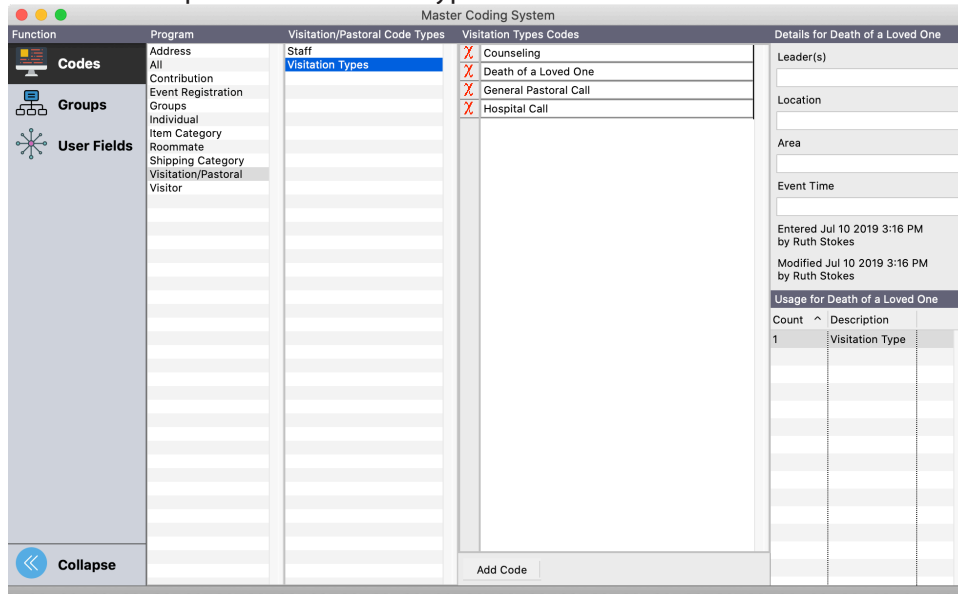 Master Coding System
Function
Codes
Groups
User Fields
Collapse
Program
Address
All
Contribution
Event Registration
Groups
Individual
Item Category
Roommate
Shipping Category
Visitation/Pastoral
Visitor
Visitation/Pastoral Code Types
Staff
Visitation Types
Visitation Types Codes
Counseling
Death of a Loved One
General Pastoral Call
Hospital Call
Add Code
Details for Death of a Loved One
Leader(s)
Location
Area
Event Time
Entered Jul 10 2019 3:16 PM
by Ruth Stokes
Modified Jul 10 2019 3:16 PM
by Ruth Stokes
Usage for Death of a Loved One
Count ^ Description
1 Visitation Type